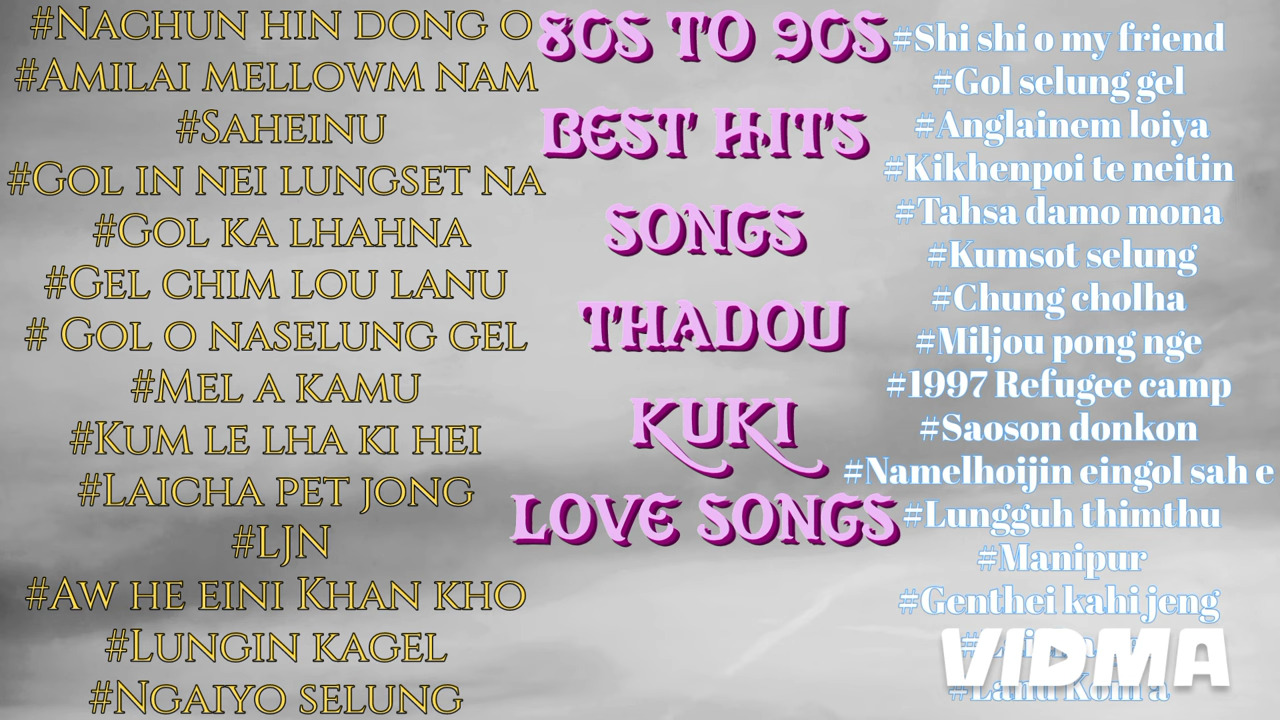 #Nachun hin dong o
#Amilai mellowm nam
#Saheinu
#Gol in nei lungset na
#Gol ka lhahna
#Gel chim lou lanu
# Gol o naselung gel
#Mel a kamu
#Kum le lha ki hei
#Laicha pet jong
#LJN
#Aw he eini Khan kho
#Lungin kagel
#Ngaiyo selung
80S TO 90S
BEST HITS
SONGS
THADOU
KUKI
LOVE SONGS
#Shi shi o my friend
#Gol selung gel
#Anglainem loiya
#Kikhenpoi te neitin
#Tahsa damo mona
#Kumsot selung
#Chung cholha
#Miljou pong nge
#1997 Refugee camp
#Saoson donkon
#Namelhoijin eingol sah e
#Lungguh thimthu
#Manipur
#Genthei kahi jeng
VIDMA